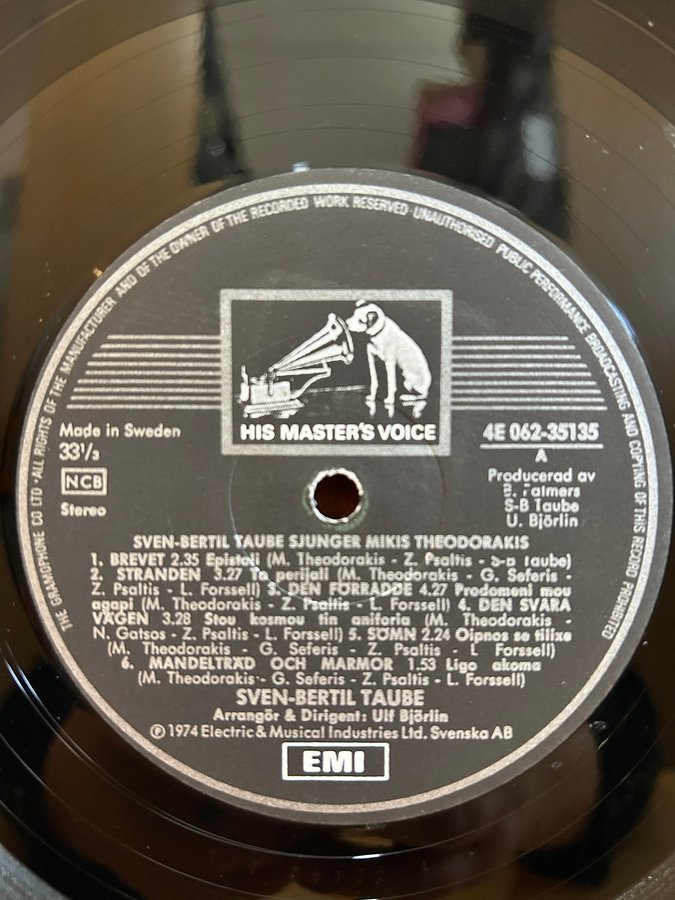 THE GRAMOPHONE CO LTD · ALL RIGHTS OF THE MANUFACTURER AND OF THE OWNER OF THE RECORDED WORK RESERVED · UNAUTHORISED PUBLIC PERFORMANCE BROADCASTING AND COPYING OF THIS RECORD PROHIBITED
HIS MASTER'S VOICE
Made in Sweden
33⅓
NCB
Stereo
4E 062-35135
A
Producerad av
S-B Taube
U. Björlin
SVEN-BERTIL TAUBE SJUNGER MIKIS THEODORAKIS
1. BREVET 2.35 Epistoli (M. Theodorakis - Z. Psaltis - S-B Taube)
2. STRANDEN 3.27 To perijali (M. Theodorakis - G. Seferis -
Z. Psaltis - L. Forssell) 3. DEN FÖRRÅDDE 4.27 Prodomeni mou
agapi (M. Theodorakis - Z. Psaltis - L. Forssell) 4. DEN SVÅRA
VÄGEN 3.28 Stou kosmou tin aniforia (M. Theodorakis -
N. Gatsos - Z. Psaltis - L. Forssell) 5. SÖMN 2.24 Oipnos se tilixe
(M. Theodorakis - G. Seferis - Z. Psaltis - L Forssell)
6. MANDELTRÄD OCH MARMOR 1.53 Ligo akoma
(M. Theodorakis - G. Seferis - Z. Psaltis - L. Forssell)
SVEN-BERTIL TAUBE
Arrangör & Dirigent: Ulf Björlin
℗ 1974 Electric & Musical Industries Ltd. Svenska AB
EMI